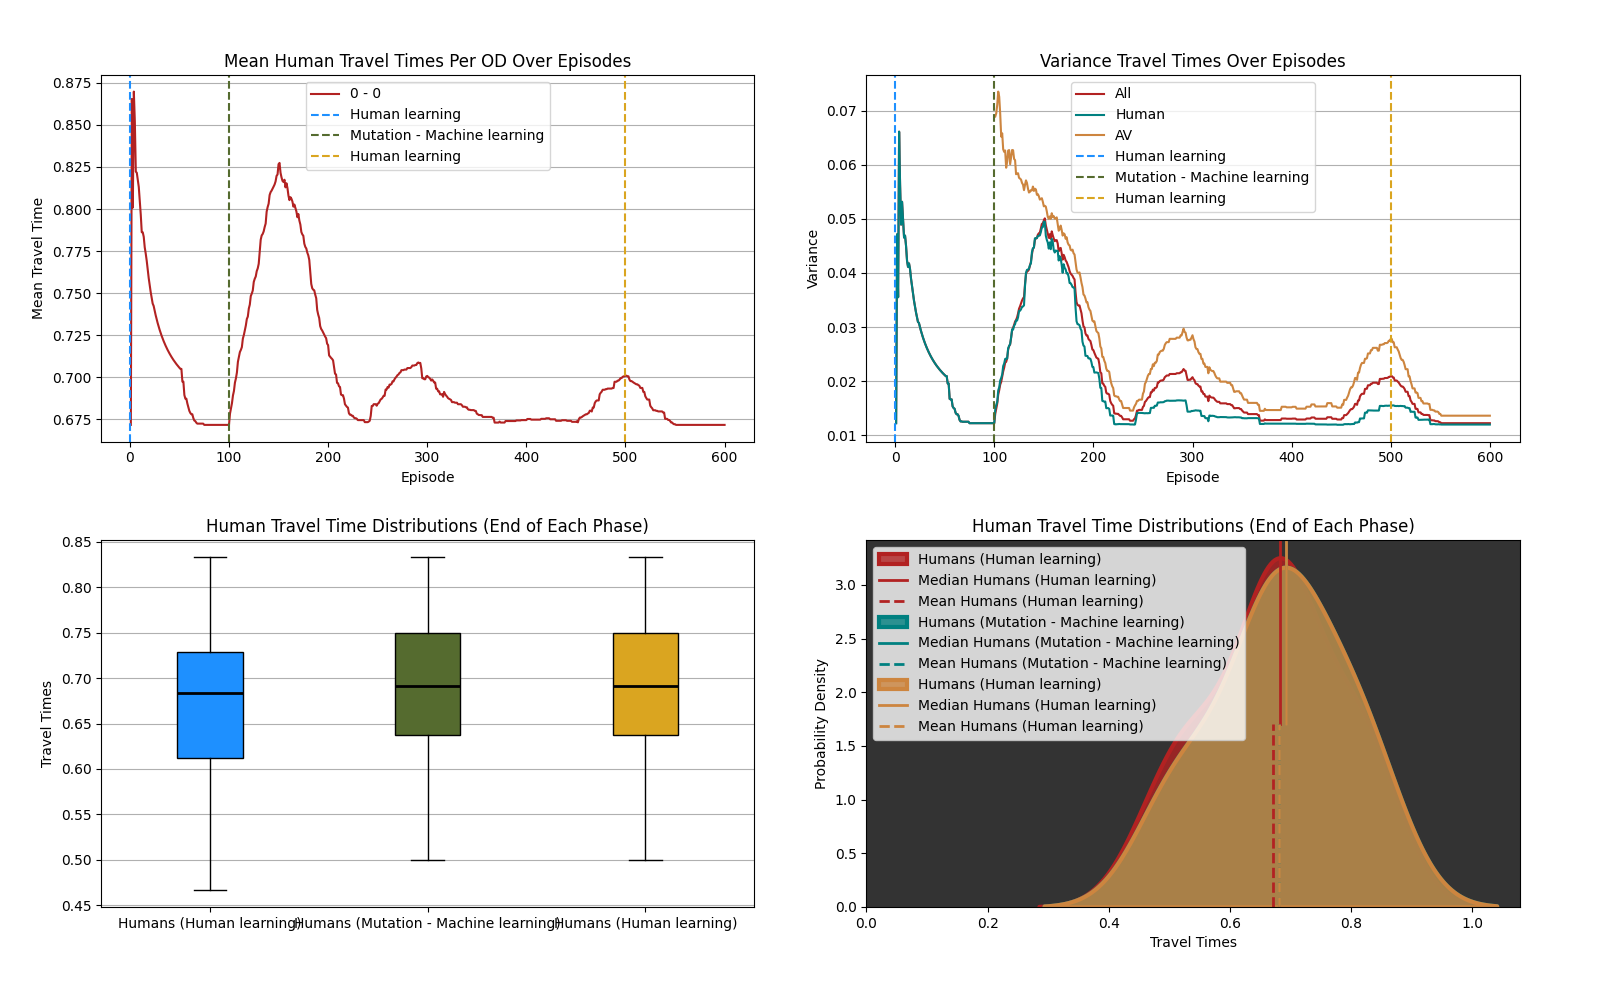 Mean Human Travel Times Per OD Over Episodes
Mean Travel Time
0.875
0.850
0.825
0.800
0.775
0.750
0.725
0.700
0.675
0 - 0
Human learning
Mutation - Machine learning
Human learning
0 100 200 300 400 500 600
Episode
Variance Travel Times Over Episodes
Variance
0.07
0.06
0.05
0.04
0.03
0.02
0.01
All
Human
AV
Human learning
Mutation - Machine learning
Human learning
0 100 200 300 400 500 600
Episode
Human Travel Time Distributions (End of Each Phase)
Travel Times
0.85
0.80
0.75
0.70
0.65
0.60
0.55
0.50
0.45
Humans (Human learning) Humans (Mutation - Machine learning) Humans (Human learning)
Human Travel Time Distributions (End of Each Phase)
Probability Density
3.0
2.5
2.0
1.5
1.0
0.5
0.0
Humans (Human learning)
Median Humans (Human learning)
Mean Humans (Human learning)
Humans (Mutation - Machine learning)
Median Humans (Mutation - Machine learning)
Mean Humans (Mutation - Machine learning)
Humans (Human learning)
Median Humans (Human learning)
Mean Humans (Human learning)
0.0 0.2 0.4 0.6 0.8 1.0
Travel Times